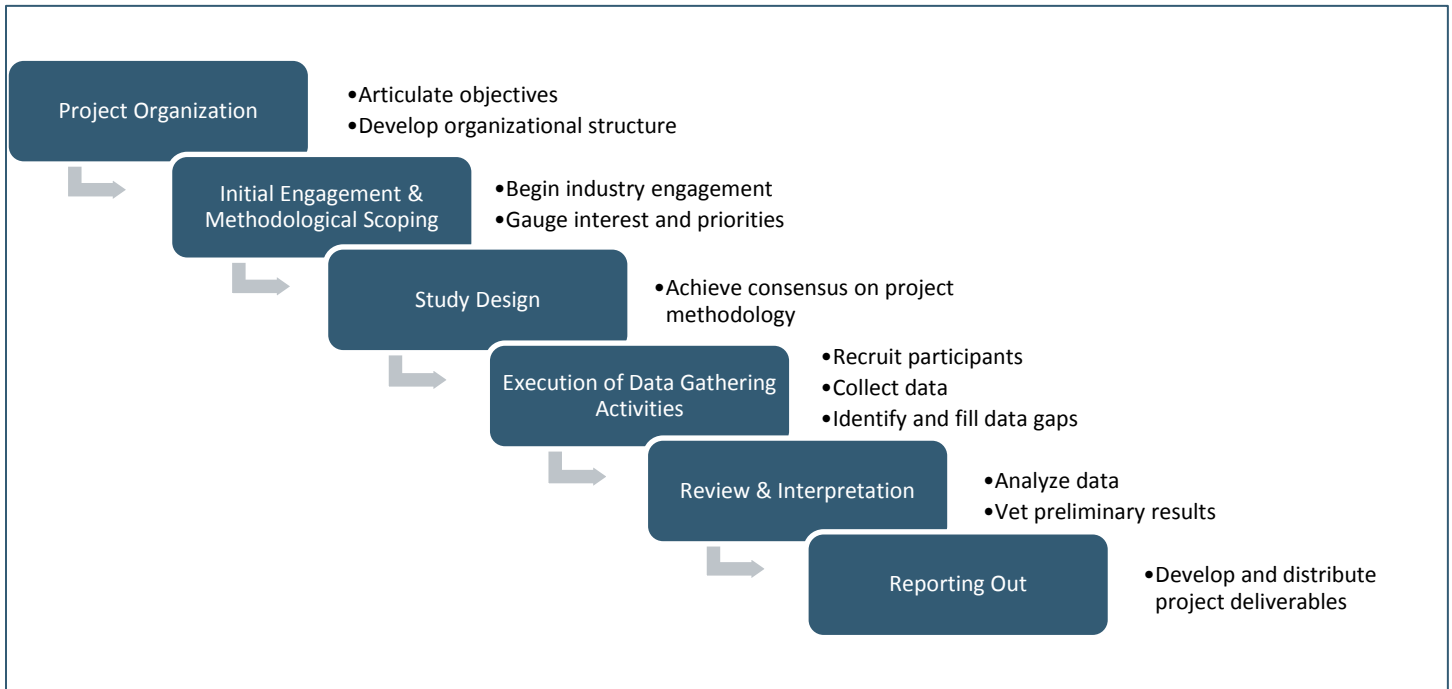 Project Organization
•Articulate objectives
•Develop organizational structure
Initial Engagement &
Methodological Scoping
•Begin industry engagement
•Gauge interest and priorities
Study Design
•Achieve consensus on project
methodology
Execution of Data Gathering
Activities
•Recruit participants
•Collect data
•Identify and fill data gaps
Review & Interpretation
•Analyze data
•Vet preliminary results
Reporting Out
•Develop and distribute
project deliverables